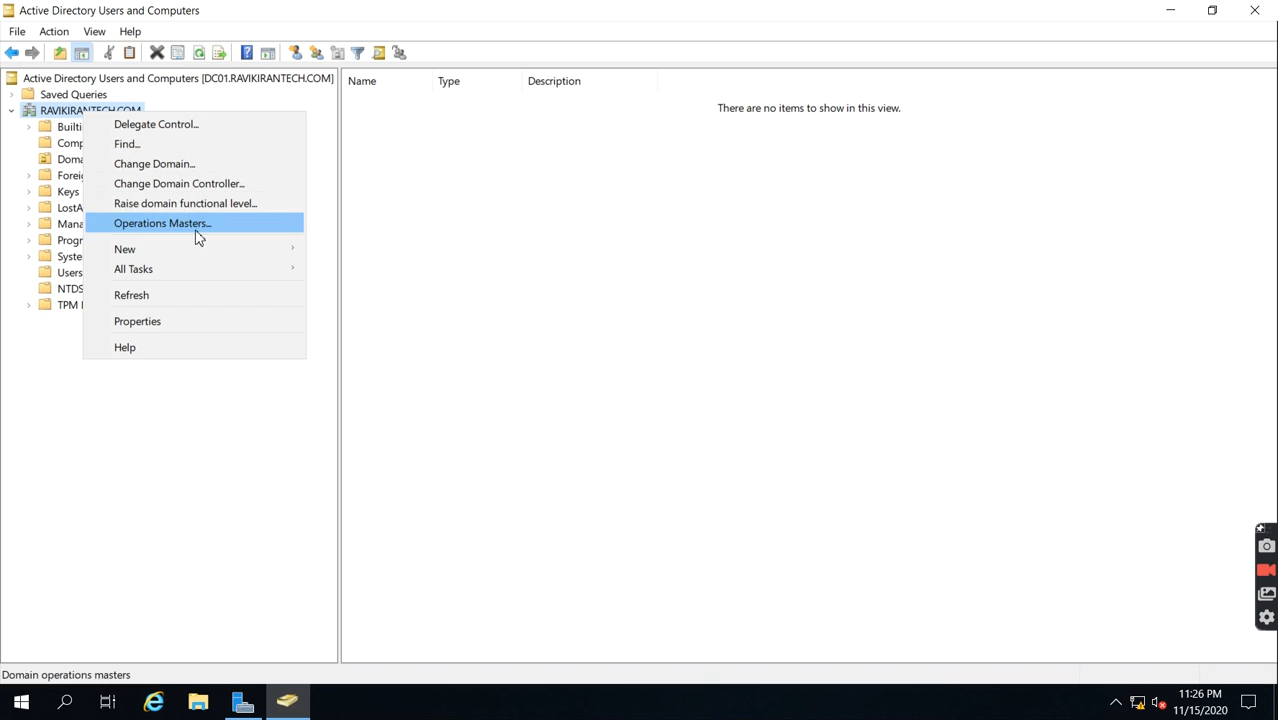 Active Directory Users and Computers
File Action View Help
Active Directory Users and Computers [DC01.RAVIKIRANTECH.COM]
Name Type Description
Saved Queries
RAVIKIRANTECH.COM
There are no items to show in this view.
Delegate Control...
Builti
Comp
Find...
Doma
Change Domain...
Foreig
Change Domain Controller...
Keys
Raise domain functional level...
LostA
Mana
Operations Masters...
Progr
New
Syste
All Tasks
Users
NTDS
Refresh
TPM
Properties
Help
Domain operations masters
11:26 PM
11/15/2020